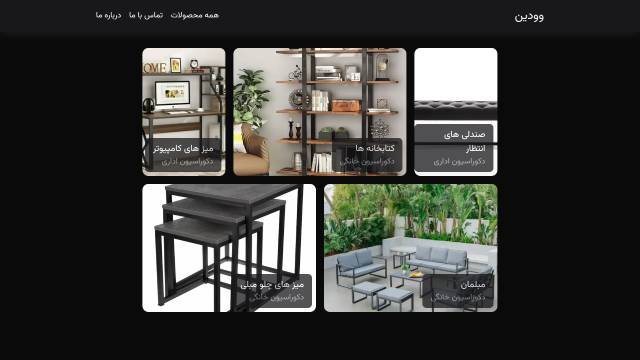 وودین
همه محصولات
تماس با ما
درباره ما
صندلی های
انتظار
دکوراسیون اداری
کتابخانه ها
دکوراسیون خانگی
میز های کامپیوتر
دکوراسیون اداری
مبلمان
دکوراسیون خانگی
میز های جلو مبلی
دکوراسیون خانگی